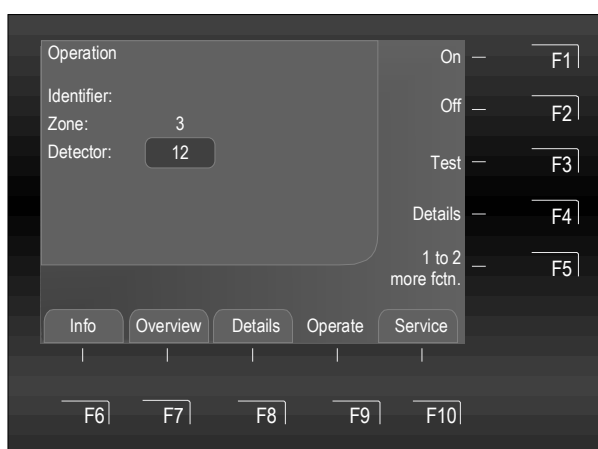 Operation
Identifier:
Zone: 3
Detector: 12
On F1
Off F2
Test F3
Details F4
1 to 2
more fctn. F5
Info Overview Details Operate Service
F6 F7 F8 F9 F10